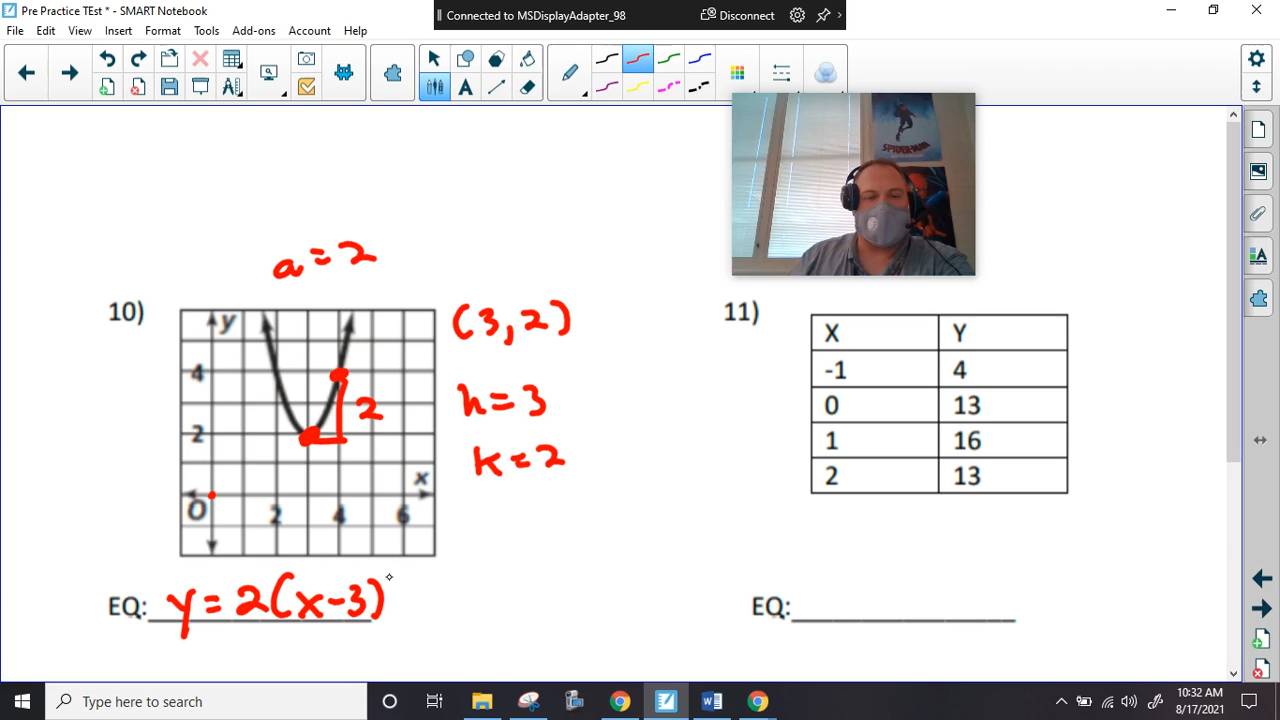 Pre Practice TEst * - SMART Notebook
Connected to MSDisplayAdapter_98
Disconnect
File Edit View Insert Format Tools Add-ons Account Help
SPIDER-MAN
a = 2
10)
y
4
2
O
2 4 6
x
2
(3, 2)
h = 3
k = 2
EQ: y = 2(x-3)
11)
X Y
-1 4
0 13
1 16
2 13
EQ:
Type here to search
10:32 AM
8/17/2021